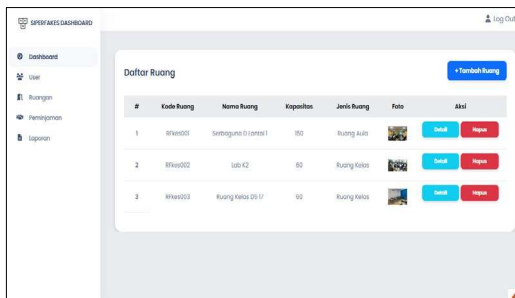 SIPERFAKES DASHBOARD
Log Out
Dashboard
User
Ruangan
Peminjaman
Laporan
Daftar Ruang
+Tambah Ruang
# Kode Ruang Nama Ruang Kapasitas Jenis Ruang Foto Aksi
1 RFkes001 Serbaguna D Lantai 1 150 Ruang Aula Detail Hapus
2 RFkes002 Lab K2 60 Ruang Kelas Detail Hapus
3 RFkes003 Ruang Kelas DS 17 60 Ruang Kelas Detail Hapus